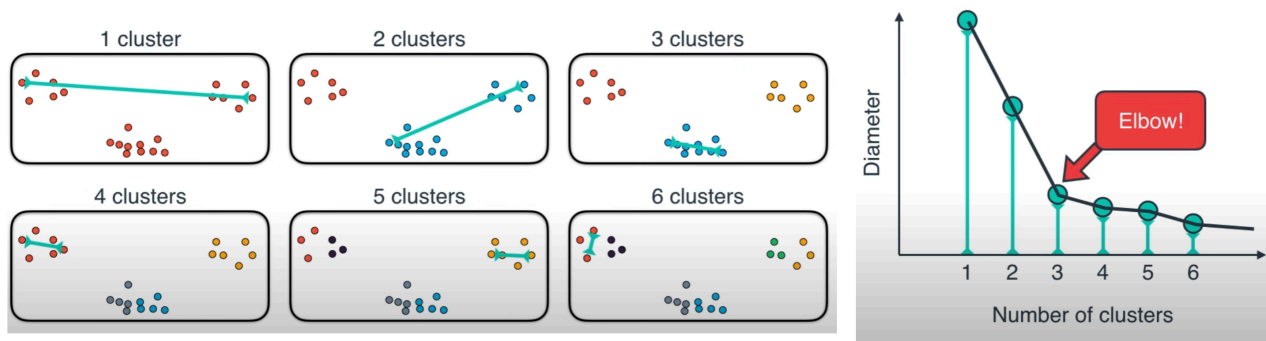 1 cluster
2 clusters
3 clusters
4 clusters
5 clusters
6 clusters
Diameter
Elbow!
1 2 3 4 5 6
Number of clusters